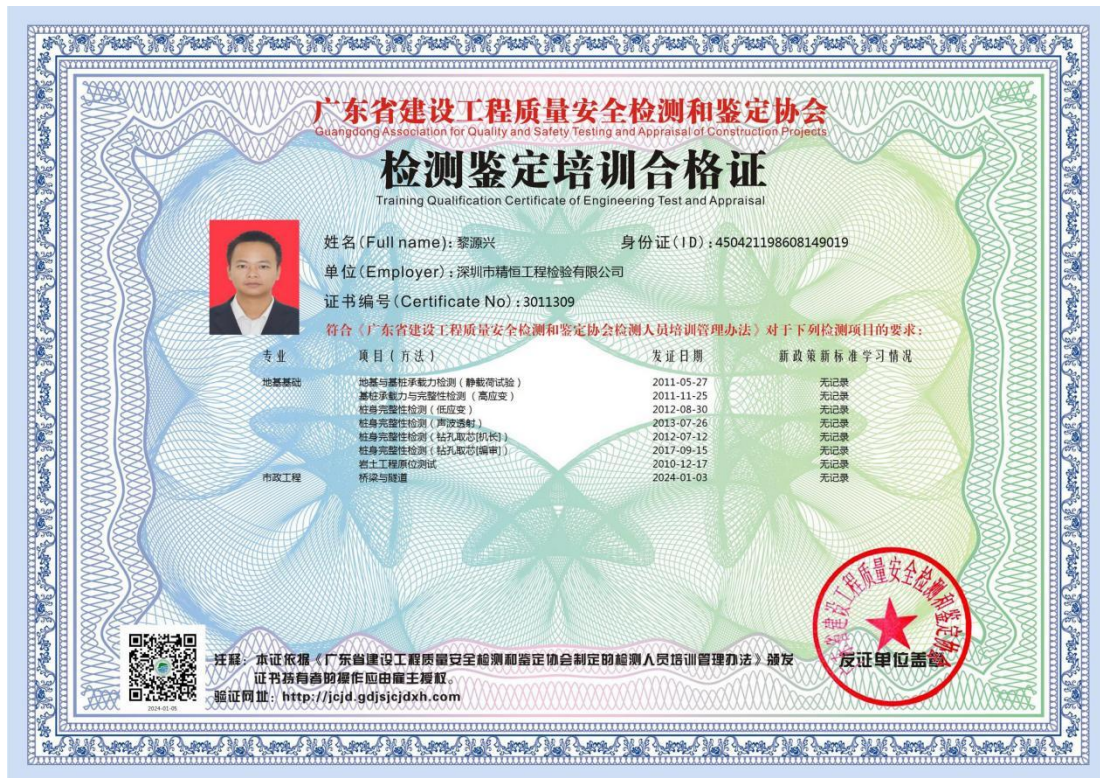 广东省建设工程质量安全检测和鉴定协会
Guangdong Association for Quality and Safety Testing and Appraisal of Construction Projects
检测鉴定培训合格证
Training Qualification Certificate of Engineering Test and Appraisal
姓名(Full name):黎源兴 身份证(ID):450421198608149019
单位(Employer):深圳市精恒工程检验有限公司
证书编号(Certificate No):3011309
符合《广东省建设工程质量安全检测和鉴定协会检测人员培训管理办法》对于下列检测项目的要求:
专业 项目(方法) 发证日期 新政策新标准学习情况
地基基础 地基与基桩承载力检测(静载荷试验) 2011-05-27 无记录
基桩承载力与完整性检测(高应变) 2011-11-25 无记录
桩身完整性检测(低应变) 2012-08-30 无记录
桩身完整性检测(声波透射) 2013-07-26 无记录
桩身完整性检测(钻孔取芯[机长]) 2012-07-12 无记录
桩身完整性检测(钻孔取芯[编审]) 2017-09-15 无记录
岩土工程原位测试 2010-12-17 无记录
市政工程 桥梁与隧道 2024-01-03 无记录
广东省建设工程质量安全检测和鉴定协会
发证单位盖章
注释:本证依据《广东省建设工程质量安全检测和鉴定协会制定的检测人员培训管理办法》颁发
证书持有者的操作应由雇主授权。
验证网址:http://jcjd.gdjsjcjdxh.com
2024-01-05